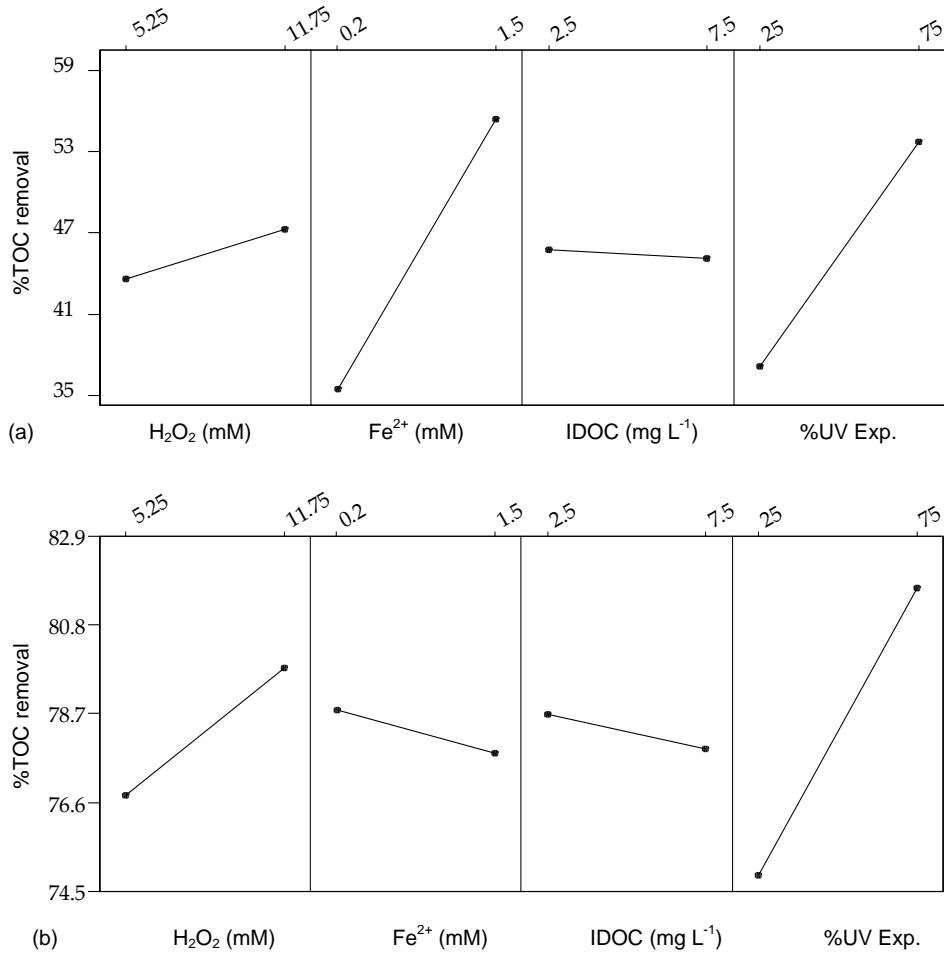 5.25 11.75 0.2 1.5 2.5 7.5 25 75
59
53
47
41
35
%TOC removal
(a) H₂O₂ (mM) Fe²⁺ (mM) IDOC (mg L⁻¹) %UV Exp.
5.25 11.75 0.2 1.5 2.5 7.5 25 75
82.9
80.8
78.7
76.6
74.5
%TOC removal
(b) H₂O₂ (mM) Fe²⁺ (mM) IDOC (mg L⁻¹) %UV Exp.